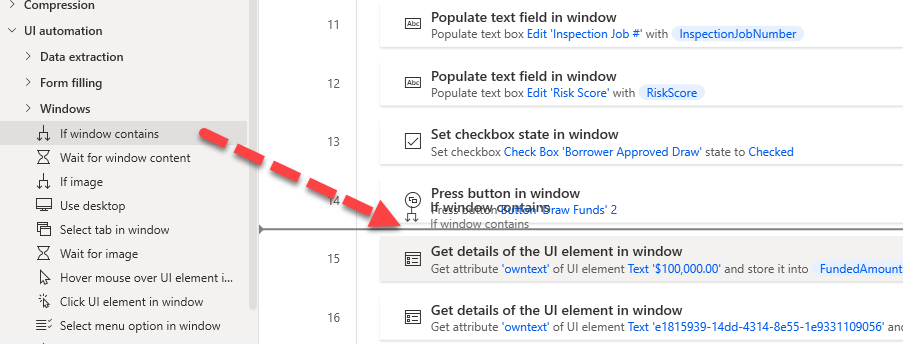 Compression
UI automation
Data extraction
Form filling
Windows
If window contains
Wait for window content
If image
Use desktop
Select tab in window
Wait for image
Hover mouse over UI element i...
Click UI element in window
Select menu option in window
11
Abc
Populate text field in window
Populate text box Edit 'Inspection Job #' with InspectionJobNumber
12
Abc
Populate text field in window
Populate text box Edit 'Risk Score' with RiskScore
13
Set checkbox state in window
Set checkbox Check Box 'Borrower Approved Draw' state to Checked
14
Press button in window
If window contains
Press button Button 'Draw Funds' 2
If window contains
15
Get details of the UI element in window
Get attribute 'owntext' of UI element Text '$100,000.00' and store it into FundedAmount
16
Get details of the UI element in window
Get attribute 'owntext' of UI element Text 'e1815939-14dd-4314-8e55-1e9331109056' and